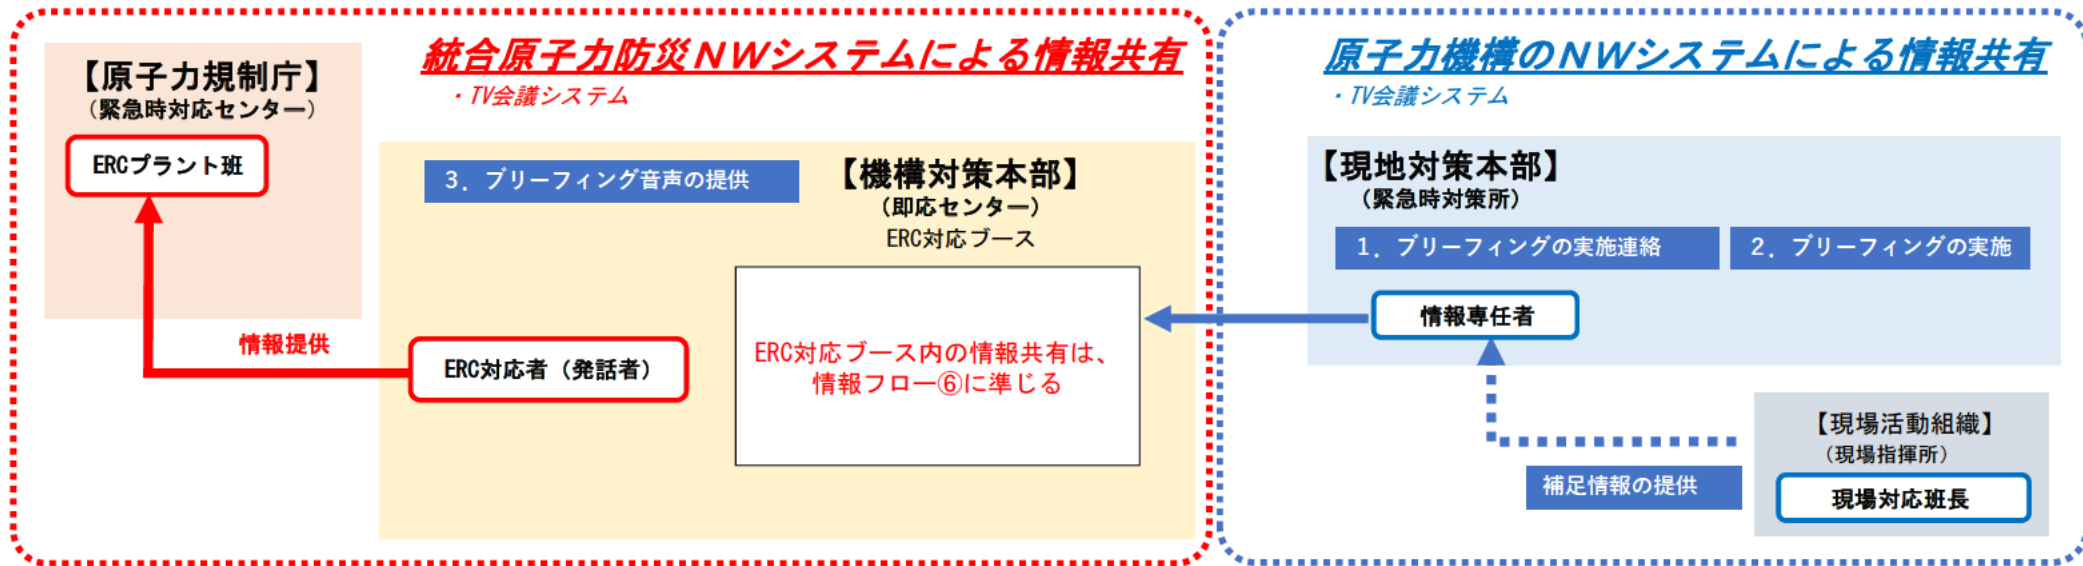 統合原子力防災NWシステムによる情報共有
・TV会議システム
【原子力規制庁】
(緊急時対応センター)
ERCプラント班
情報提供
3. ブリーフィング音声の提供
【機構対策本部】
(即応センター)
ERC対応ブース
ERC対応者(発話者)
ERC対応ブース内の情報共有は、
情報フロー⑥に準じる
原子力機構のNWシステムによる情報共有
・TV会議システム
【現地対策本部】
(緊急時対策所)
1. ブリーフィングの実施連絡
2. ブリーフィングの実施
情報専任者
補足情報の提供
【現場活動組織】
(現場指揮所)
現場対応班長